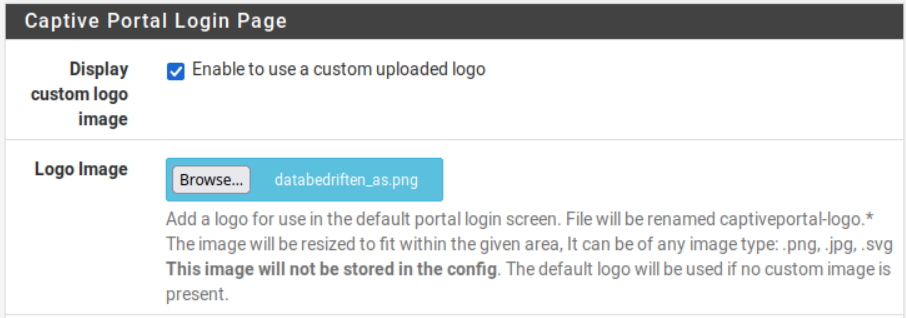 Captive Portal Login Page
Display
custom logo
image
Enable to use a custom uploaded logo
Logo Image
Browse... databedriften_as.png
Add a logo for use in the default portal login screen. File will be renamed captiveportal-logo.*
The image will be resized to fit within the given area, It can be of any image type: .png, .jpg, .svg
This image will not be stored in the config. The default logo will be used if no custom image is
present.